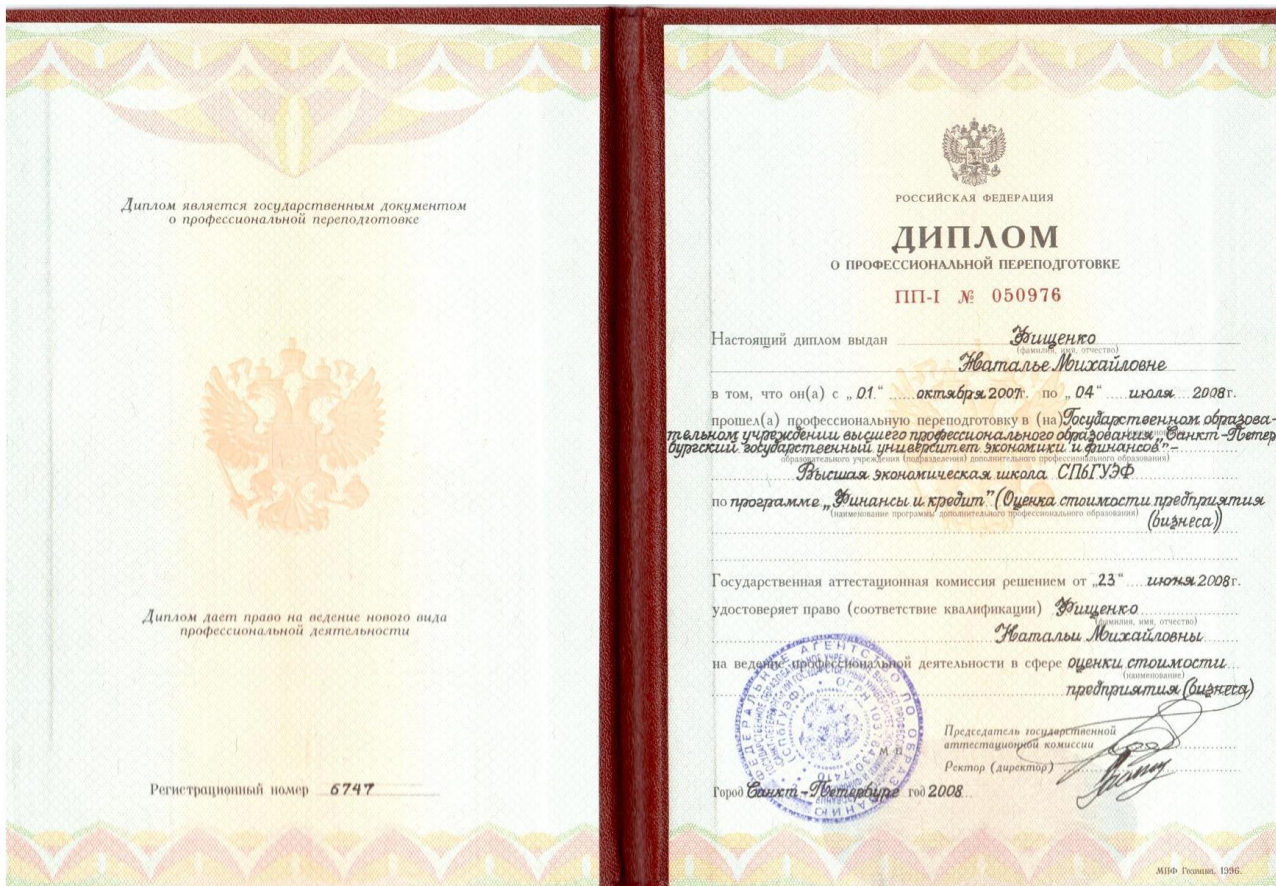 Диплом является государственным документом
о профессиональной переподготовке
Диплом дает право на ведение нового вида
профессиональной деятельности
Регистрационный номер 6747
РОССИЙСКАЯ ФЕДЕРАЦИЯ
ДИПЛОМ
О ПРОФЕССИОНАЛЬНОЙ ПЕРЕПОДГОТОВКЕ
ПП-I № 050976
Настоящий диплом выдан Фищенко
(фамилия, имя, отчество)
Наталье Михайловне
в том, что он(а) с „01“ октября 2007г. по „04“ июля 2008г.
прошел(а) профессиональную переподготовку в (на) Государственном образова-
тельном учреждении высшего профессионального образования „Санкт-Петер
бургский государственный университет экономики и финансов" -
образовательного учреждения (подразделения) дополнительного профессионального образования)
Высшая экономическая школа СПбГУЭФ
по программе „Финансы и кредит" (Оценка стоимости предприятия
(наименование программы дополнительного профессионального образования)
(бизнеса))
Государственная аттестационная комиссия решением от „23“ июня 2008г.
удостоверяет право (соответствие квалификации) Фищенко
(фамилия, имя, отчество)
Натальи Михайловны
на ведение профессиональной деятельности в сфере оценки стоимости
(наименование)
предприятия (бизнеса)
ФЕДЕРАЛЬНОЕ АГЕНТСТВО ПО ОБРАЗОВАНИЮ
(СПбГУЭФ)
М П
Председатель государственной
аттестационной комиссии
Ректор (директор)
Город Санкт-Петербург год 2008
МПФ Гознака. 1996.